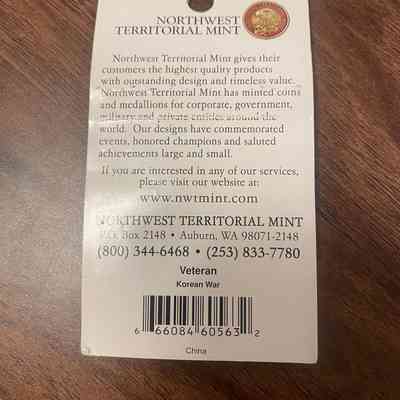 NORTHWEST
TERRITORIAL MINT
Northwest Territorial Mint gives their
customers the highest quality products
with outstanding design and timeless value.
Northwest Territorial Mint has minted coins
and medallions for corporate, government,
military and private entities around the
world. Our designs have commemorated
events, honored champions and saluted
achievements large and small.
If you are interested in any of our services,
please visit our website at:
www.nwtmint.com
NORTHWEST TERRITORIAL MINT
P.O. Box 2148 • Auburn, WA 98071-2148
(800) 344-6468 • (253) 833-7780
Veteran
Korean War
6 66084 60563 2
China